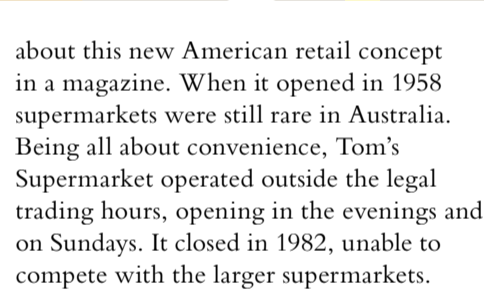 about this new American retail concept
in a magazine. When it opened in 1958
supermarkets were still rare in Australia.
Being all about convenience, Tom’s
Supermarket operated outside the legal
trading hours, opening in the evenings and
on Sundays. It closed in 1982, unable to
compete with the larger supermarkets.